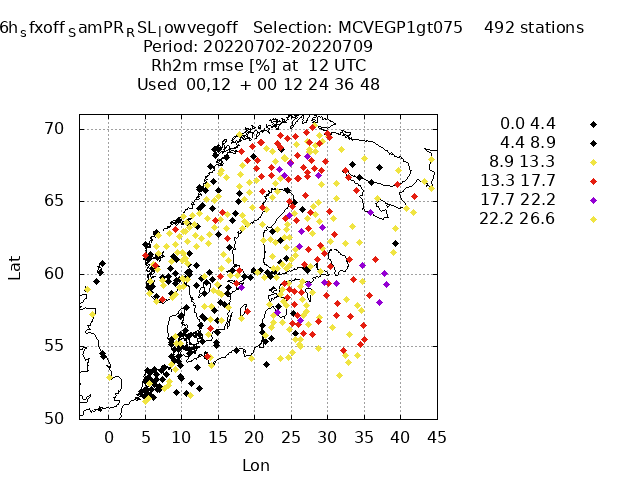 6h_sfxoff_SamPR_RSL_lowvegoff Selection: MCVEGP1gt075 492 stations
Period: 20220702-20220709
Rh2m rmse [%] at 12 UTC
Used 00,12 + 00 12 24 36 48
0.0 4.4
4.4 8.9
8.9 13.3
13.3 17.7
17.7 22.2
22.2 26.6
Lat
70
65
60
55
50
0 5 10 15 20 25 30 35 40 45
Lon